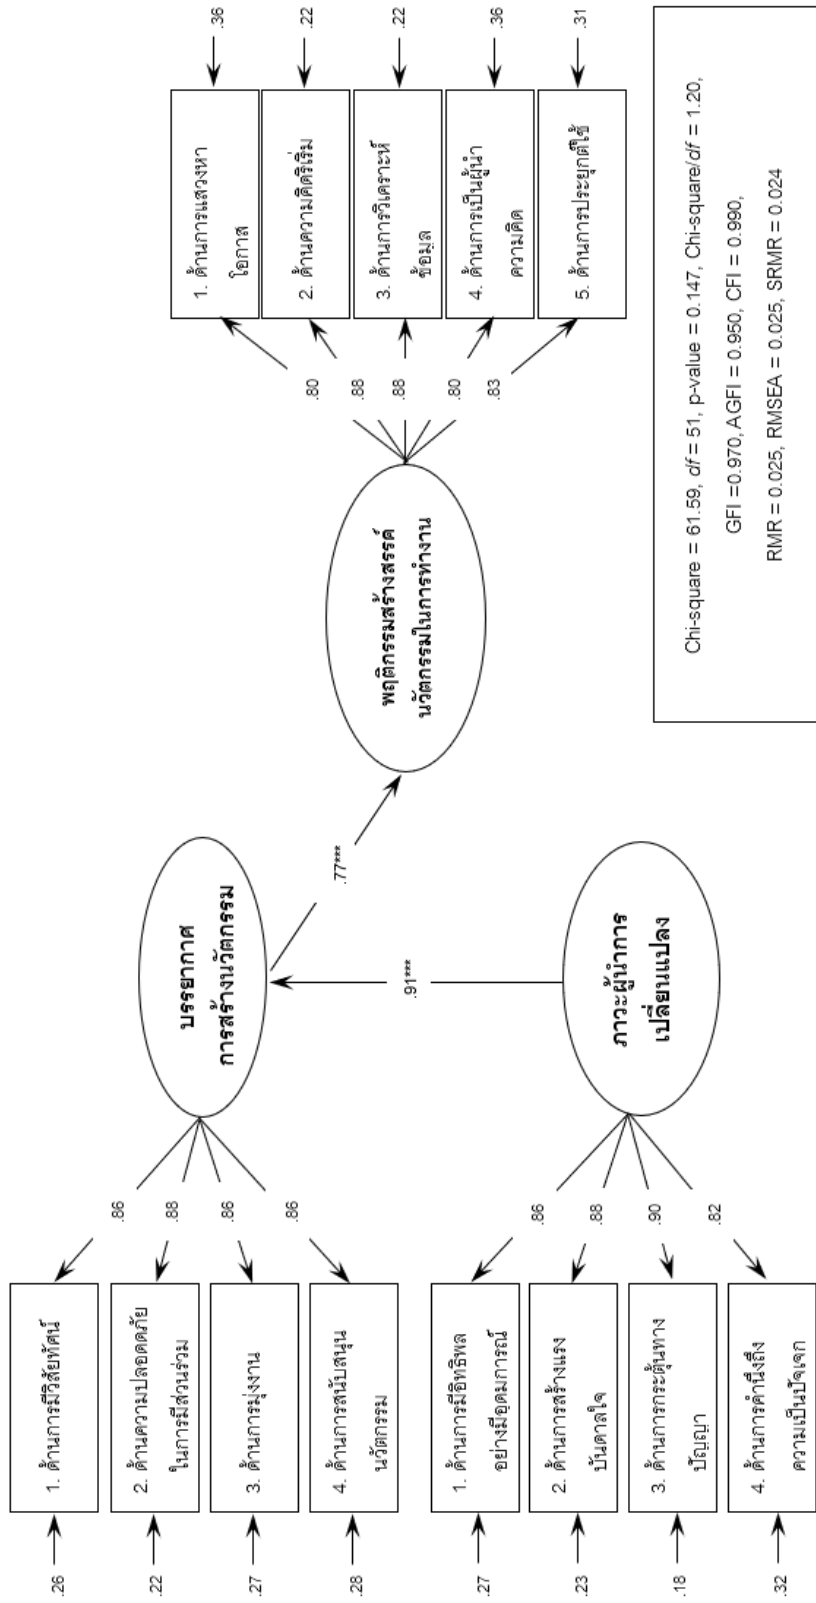 .26
1. ด้านการมีวิสัยทัศน์
.86
.22
2. ด้านความปลอดดภัย
ในการมีส่วนร่วม
.88
.27
3. ด้านการมุ่งงาน
.86
.28
4. ด้านการสนับสนุน
นวัตกรรม
.86
บรรยากาศ
การสร้างนวัตกรรม
.77***
.91***
.27
1. ด้านการมีอิทธิพล
อย่างมีอุดมการณ์
.86
.23
2. ด้านการสร้างแรง
บันดาลใจ
.88
.18
3. ด้านการกระตุ้นทาง
ปัญญา
.90
.32
4. ด้านการคำนึงถึง
ความเป็นปัจเจก
.82
ภาวะผู้นำการ
เปลี่ยนแปลง
พฤติกรรมสร้างสรรค์
นวัตกรรมในการทำงาน
.80
1. ด้านการแสวงหา
โอกาส
.36
.88
2. ด้านความคิดริเริ่ม
.22
.88
3. ด้านการวิเคราะห์
ข้อมูล
.22
.80
4. ด้านการเป็นผู้นำ
ความคิด
.36
.83
5. ด้านการประยุกต์ใช้
.31
Chi-square = 61.59, df = 51, p-value = 0.147, Chi-square/df = 1.20,
GFI =0.970, AGFI = 0.950, CFI = 0.990,
RMR = 0.025, RMSEA = 0.025, SRMR = 0.024